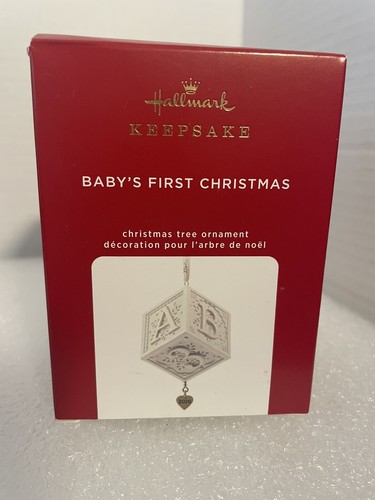 Hallmark
KEEPSAKE
BABY'S FIRST CHRISTMAS
christmas tree ornament
décoration pour l'arbre de noël
A B